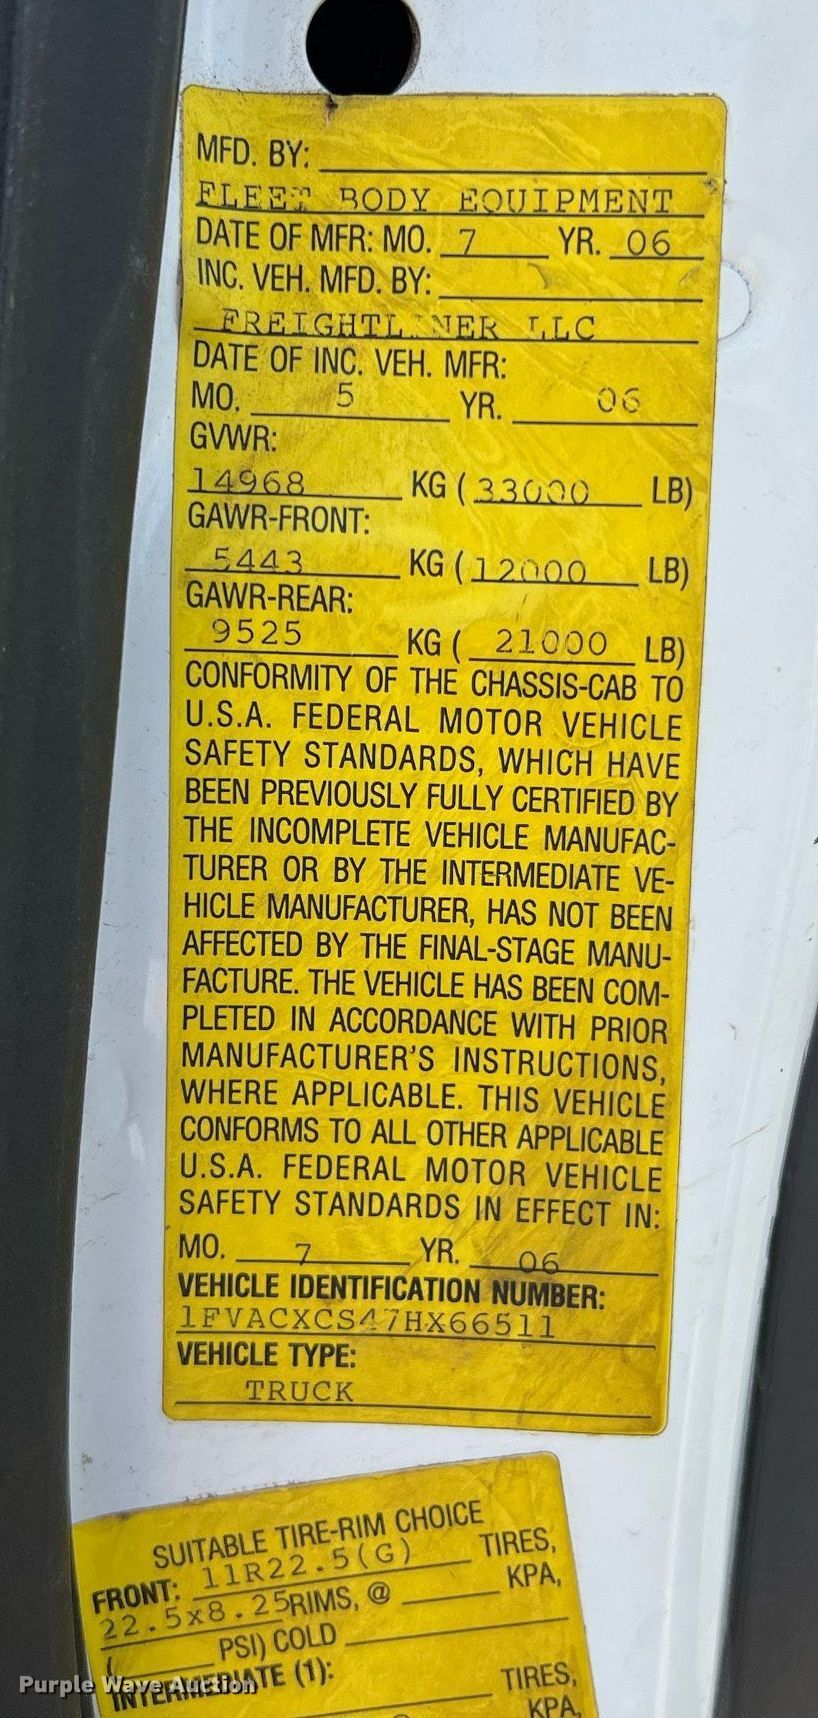 MFD. BY:
FLEET BODY EQUIPMENT
DATE OF MFR: MO. 7 YR. 06
INC. VEH. MFD. BY:
FREIGHTLINER LLC
DATE OF INC. VEH. MFR:
MO. 5 YR. 06
GVWR:
14968 KG ( 33000 LB)
GAWR-FRONT:
5443 KG ( 12000 LB)
GAWR-REAR:
9525 KG ( 21000 LB)
CONFORMITY OF THE CHASSIS-CAB TO
U.S.A. FEDERAL MOTOR VEHICLE
SAFETY STANDARDS, WHICH HAVE
BEEN PREVIOUSLY FULLY CERTIFIED BY
THE INCOMPLETE VEHICLE MANUFAC-
TURER OR BY THE INTERMEDIATE VE-
HICLE MANUFACTURER, HAS NOT BEEN
AFFECTED BY THE FINAL-STAGE MANU-
FACTURE. THE VEHICLE HAS BEEN COM-
PLETED IN ACCORDANCE WITH PRIOR
MANUFACTURER'S INSTRUCTIONS,
WHERE APPLICABLE. THIS VEHICLE
CONFORMS TO ALL OTHER APPLICABLE
U.S.A. FEDERAL MOTOR VEHICLE
SAFETY STANDARDS IN EFFECT IN:
MO. 7 YR. 06
VEHICLE IDENTIFICATION NUMBER:
1FVACXCS47HX66511
VEHICLE TYPE:
TRUCK
SUITABLE TIRE-RIM CHOICE
FRONT: 11R22.5(G) TIRES,
22.5x8.25 RIMS, @ KPA,
( PSI) COLD
INTERMEDIATE (1): TIRES,
KPA,
Purple Wave Auction